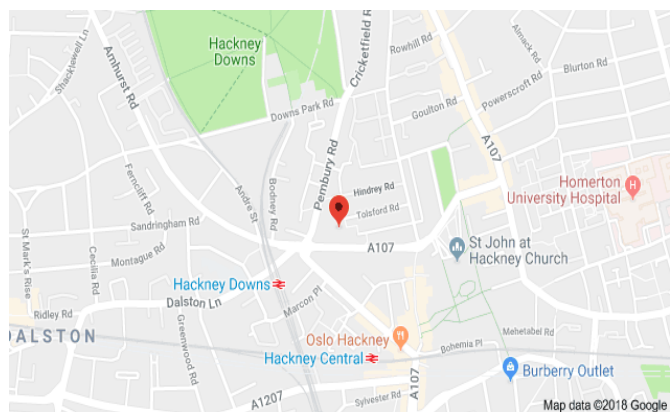 Shacklewell Ln
Amhurst Rd
Hackney
Downs
Cricketfield R
Rowhill Rd
Almack Rd
Blurton Rd
Powerscroft Rd
Goulton Rd
Downs Park Rd
A107
Pembury Rd
Hindrey Rd
Tolsford Rd
Homerton
University Hospital
H
Ferncliff Rd
Andre St
Bodney Rd
Sandringham Rd
Montague Rd
St Mark's
Rise
Cecilia Rd
A107
St John at
Hackney Church
Hackney Downs
Dalston Ln
Marcon Pl
Ridley Rd
DALSTON
Greenwood Rd
Oslo Hackney
Hackney Central
Mehetabel Rd
Bohemia Pl
Burberry Outlet
A1207
Sylvester Rd
A107
Map data ©2018 Google